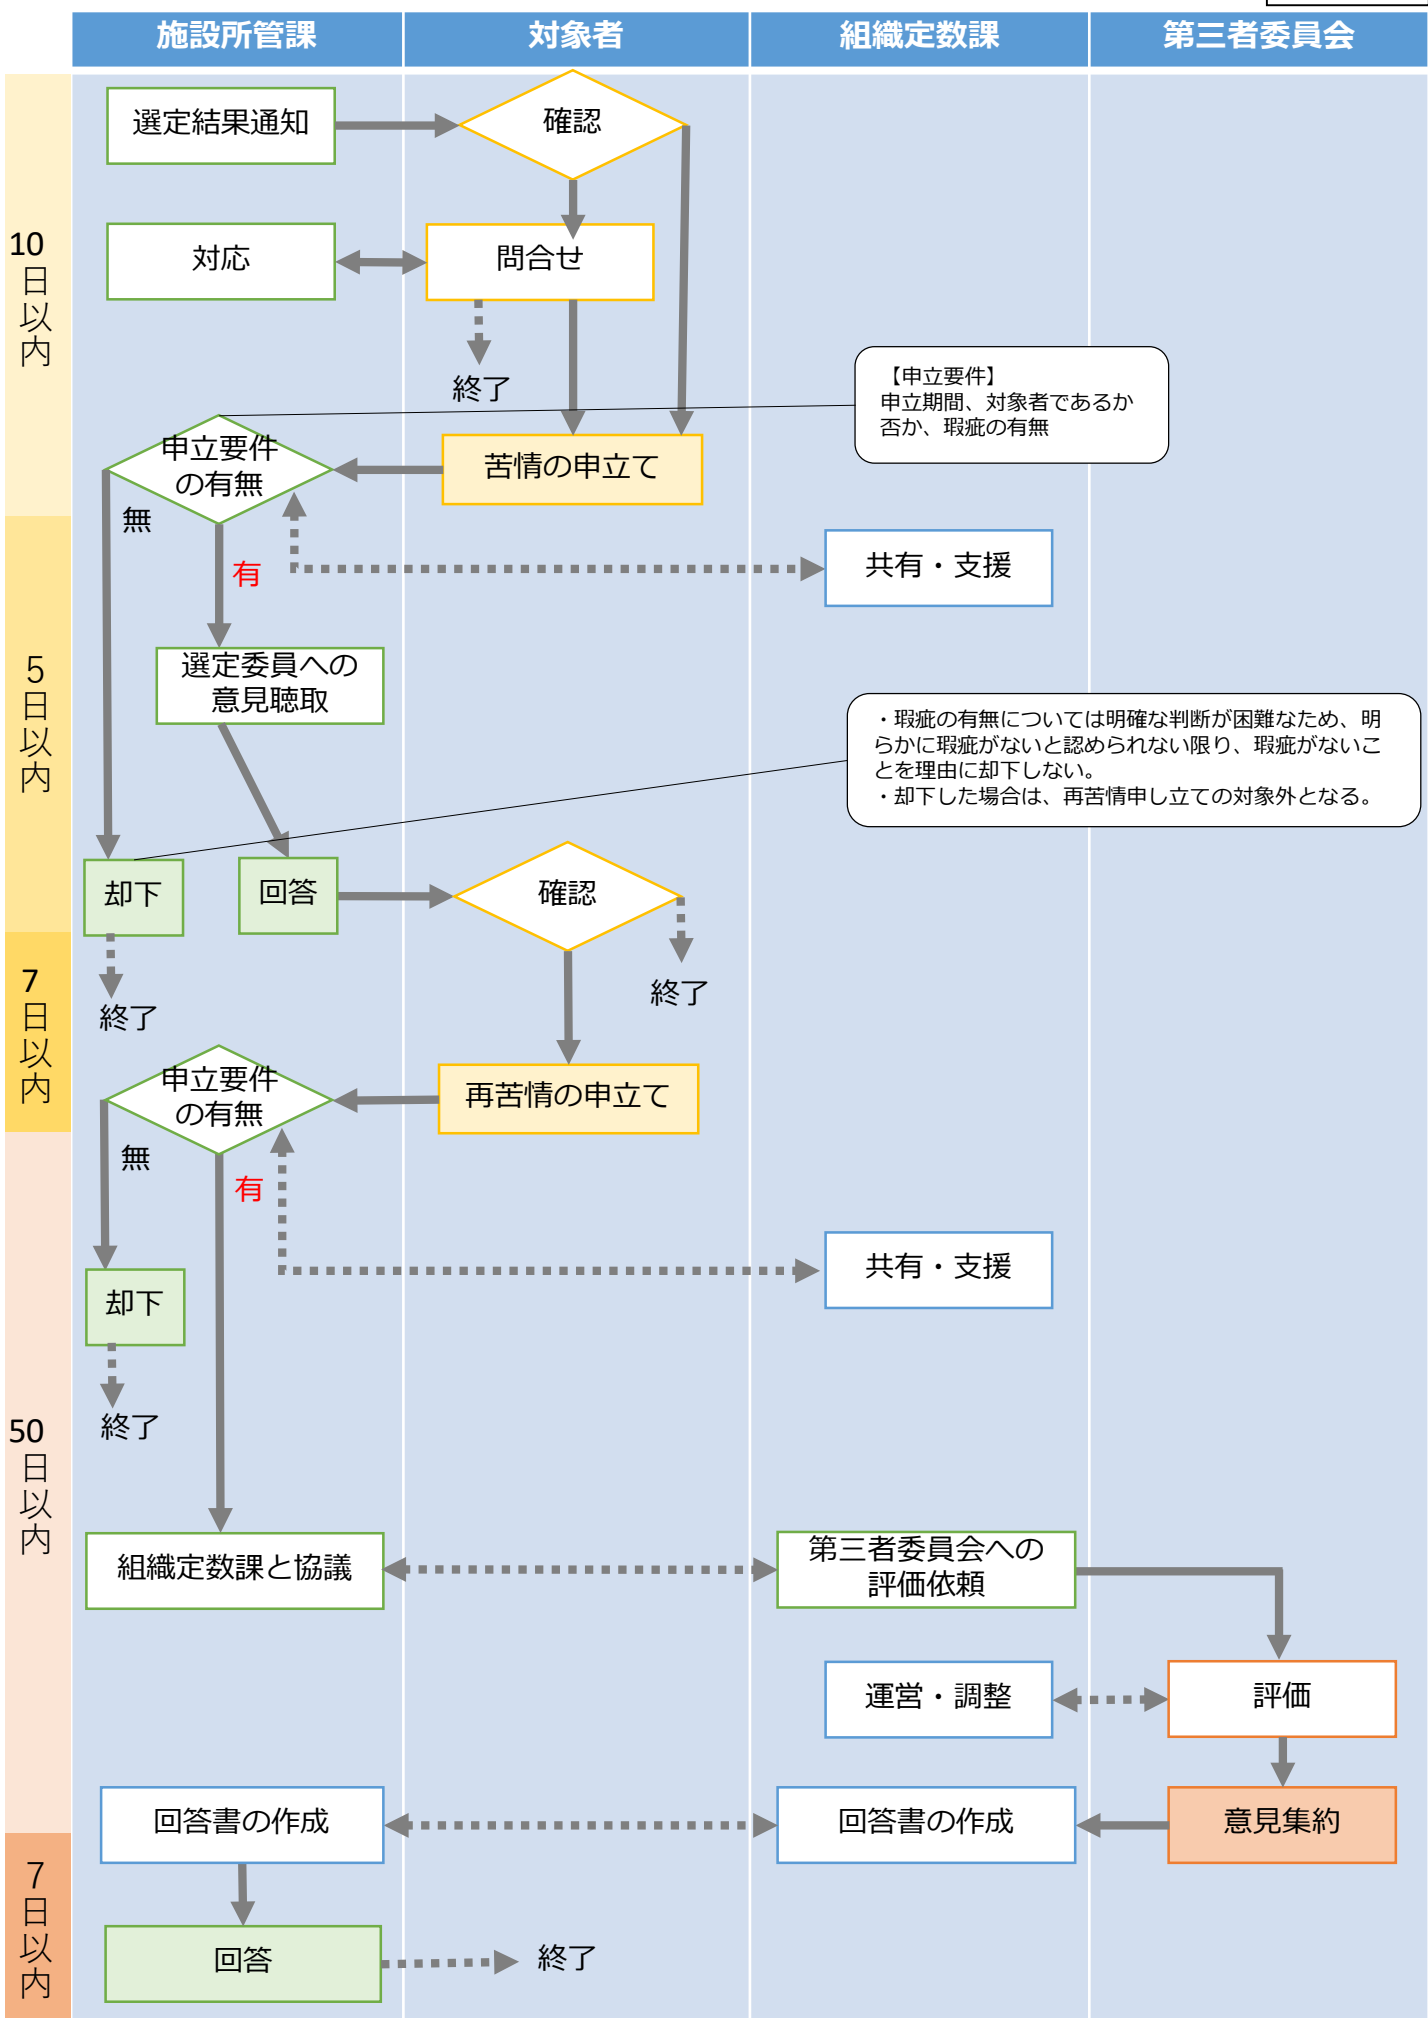 施設所管課
対象者
組織定数課
第三者委員会
10
日
以
内
選定結果通知
確認
対応
問合せ
終了
【申立要件】
申立期間、対象者であるか
否か、瑕疵の有無
申立要件
の有無
苦情の申立て
無
有
共有・支援
5
日
以
内
選定委員への
意見聴取
・瑕疵の有無については明確な判断が困難なため、明
らかに瑕疵がないと認められない限り、瑕疵がないこ
とを理由に却下しない。
・却下した場合は、再苦情申し立ての対象外となる。
却下
回答
確認
終了
終了
7
日
以
内
申立要件
の有無
再苦情の申立て
無
有
共有・支援
却下
終了
50
日
以
内
組織定数課と協議
第三者委員会への
評価依頼
運営・調整
評価
回答書の作成
回答書の作成
意見集約
7
日
以
内
回答
終了